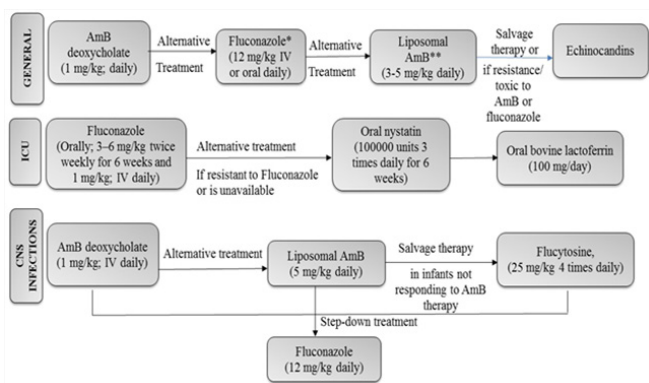 GENERAL
AmB
deoxycholate
(1 mg/kg; daily)
Alternative
Treatment
Fluconazole*
(12 mg/kg IV
or oral daily)
Alternative
Treatment
Liposomal
AmB**
(3-5 mg/kg daily)
Salvage
therapy or
if resistance/
toxic to
AmB or
fluconazole
Echinocandins
ICU
Fluconazole
(Orally; 3–6 mg/kg twice
weekly for 6 weeks and
1 mg/kg; IV daily)
Alternative treatment
If resistant to Fluconazole
or is unavailable
Oral nystatin
(100000 units 3
times daily for 6
weeks)
Oral bovine lactoferrin
(100 mg/day)
CNS
INFECTIONS
AmB deoxycholate
(1 mg/kg; IV daily)
Alternative treatment
Liposomal AmB
(5 mg/kg daily)
Salvage therapy
in infants not
responding to AmB
therapy
Flucytosine,
(25 mg/kg 4 times daily)
Step-down treatment
Fluconazole
(12 mg/kg daily)